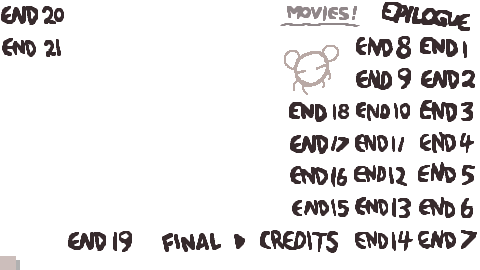 END 20 MOVIES! EPILOGUE
END 21 END 8 END 1
END 9 END 2
END 18 END 10 END 3
END 17 END 11 END 4
END 16 END 12 END 5
END 15 END 13 END 6
END 19 FINAL CREDITS END 14 END 7